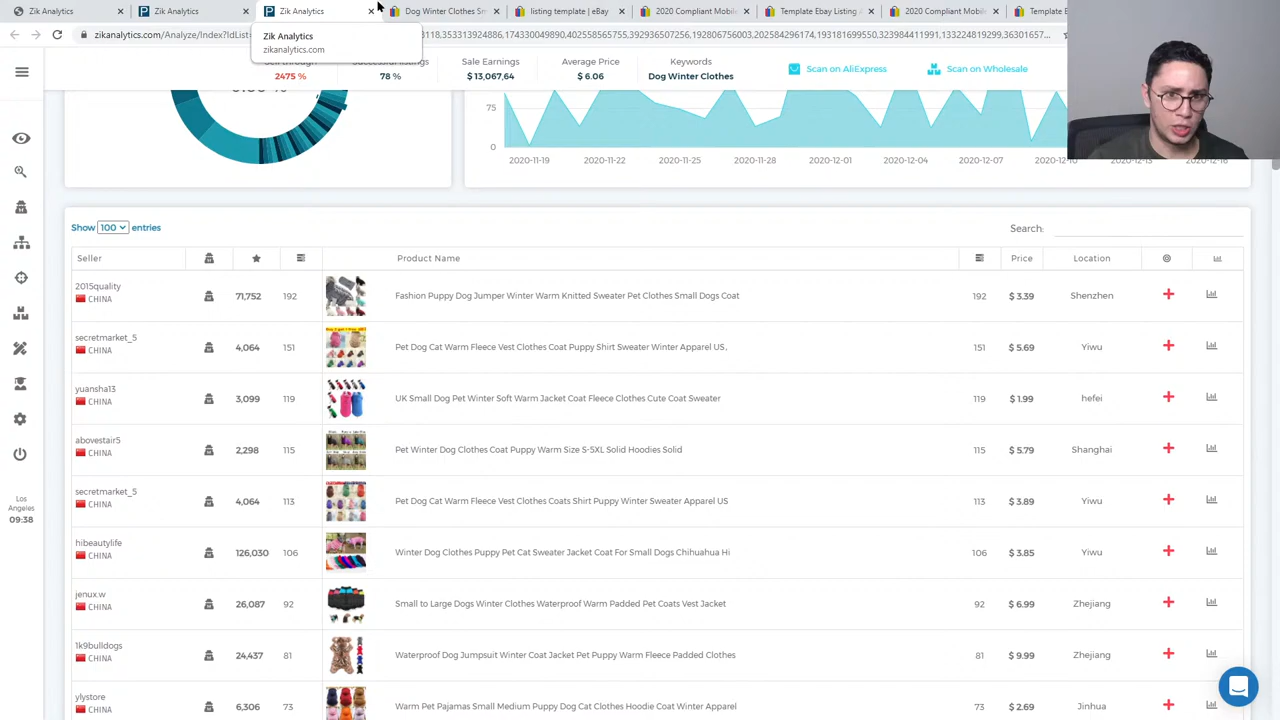 Zik Analytics
Zik Analytics
Zik Analytics
Dog Winter Clothes Sm
listing template | eBay
2020 Compliant Mobile
Template Ebay Auction
2020 Compliant Mobile
Template E
Zik Analytics
zikanalytics.com
2475 %
78 %
Sale Earnings
$ 13,067,64
Average Price
$ 6.06
Keywords
Dog Winter Clothes
Scan on AliExpress
Scan on Wholesale
75
0
2020-11-19
2020-11-22
2020-11-25
2020-11-28
2020-12-01
2020-12-04
2020-12-07
Show 100 entries
Search:
Seller
Product Name
Price
Location
2015quality
CHINA
71,752
192
Fashion Puppy Dog Jumper Winter Warm Knitted Sweater Pet Clothes Small Dogs Coat
192
$ 3.39
Shenzhen
secretmarket_5
CHINA
4,064
151
Pet Dog Cat Warm Fleece Vest Clothes Coat Puppy Shirt Sweater Winter Apparel US .
151
$ 5.69
Yiwu
yuansha13
CHINA
3,099
119
UK Small Dog Pet Winter Soft Warm Jacket Coat Fleece Clothes Cute Coat Sweater
119
$ 1.99
hefei
abovestair5
CHINA
2,298
115
Pet Winter Dog Clothes Coat Puppy Warm Size S-5XL Solid Hoodies Solid
115
$ 5.79
Shanghai
secretmarket_5
CHINA
4,064
113
Pet Dog Cat Warm Fleece Vest Clothes Coats Shirt Puppy Winter Sweater Apparel US
113
$ 3.89
Yiwu
hibeautylife
CHINA
126,030
106
Winter Dog Clothes Puppy Pet Cat Sweater Jacket Coat For Small Dogs Chihuahua Hi
106
$ 3.85
Yiwu
jenux.w
CHINA
26,087
92
Small to Large Dogs Winter Clothes Waterproof Warm Padded Pet Coats Vest Jacket
92
$ 6.99
Zhejiang
1k9bulldogs
CHINA
24,437
81
Waterproof Dog Jumpsuit Winter Coat Jacket Pet Puppy Warm Fleece Padded Clothes
81
$ 9.99
Zhejiang
ylystore
CHINA
6,306
73
Warm Pet Pajamas Small Medium Puppy Dog Cat Clothes Hoodie Coat Winter Apparel
73
$ 2.69
Jinhua
Los
Angeles
09:38